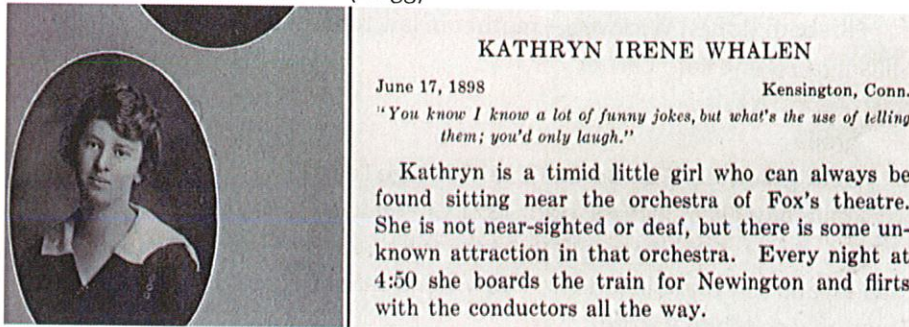 KATHRYN IRENE WHALEN
June 17, 1898 Kensington, Conn.
"You know I know a lot of funny jokes, but what's the use of telling
them; you'd only laugh."
Kathryn is a timid little girl who can always be
found sitting near the orchestra of Fox's theatre.
She is not near-sighted or deaf, but there is some un-
known attraction in that orchestra. Every night at
4:50 she boards the train for Newington and flirts
with the conductors all the way.